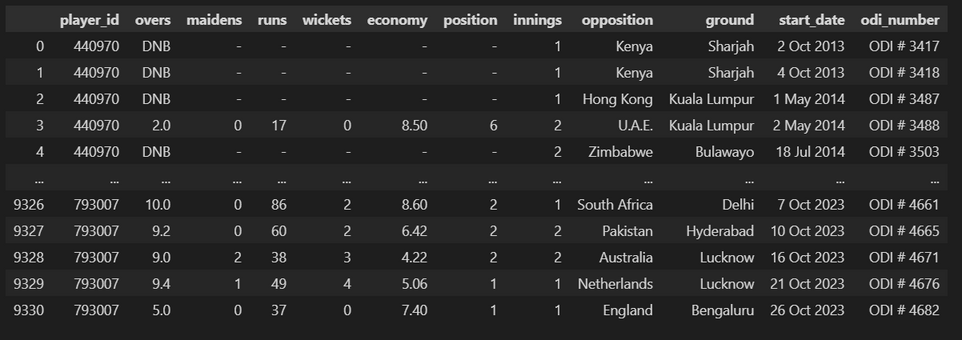 player_id overs maidens runs wickets economy position innings opposition ground start_date odi_number
0 440970 DNB - - - - - 1 Kenya Sharjah 2 Oct 2013 ODI # 3417
1 440970 DNB - - - - - 1 Kenya Sharjah 4 Oct 2013 ODI # 3418
2 440970 DNB - - - - - 1 Hong Kong Kuala Lumpur 1 May 2014 ODI # 3487
3 440970 2.0 0 17 0 8.50 6 2 U.A.E. Kuala Lumpur 2 May 2014 ODI # 3488
4 440970 DNB - - - - - 2 Zimbabwe Bulawayo 18 Jul 2014 ODI # 3503
... ... ... ... ... ... ... ... ... ... ... ... ...
9326 793007 10.0 0 86 2 8.60 2 1 South Africa Delhi 7 Oct 2023 ODI # 4661
9327 793007 9.2 0 60 2 6.42 2 2 Pakistan Hyderabad 10 Oct 2023 ODI # 4665
9328 793007 9.0 2 38 3 4.22 2 2 Australia Lucknow 16 Oct 2023 ODI # 4671
9329 793007 9.4 1 49 4 5.06 1 1 Netherlands Lucknow 21 Oct 2023 ODI # 4676
9330 793007 5.0 0 37 0 7.40 1 1 England Bengaluru 26 Oct 2023 ODI # 4682